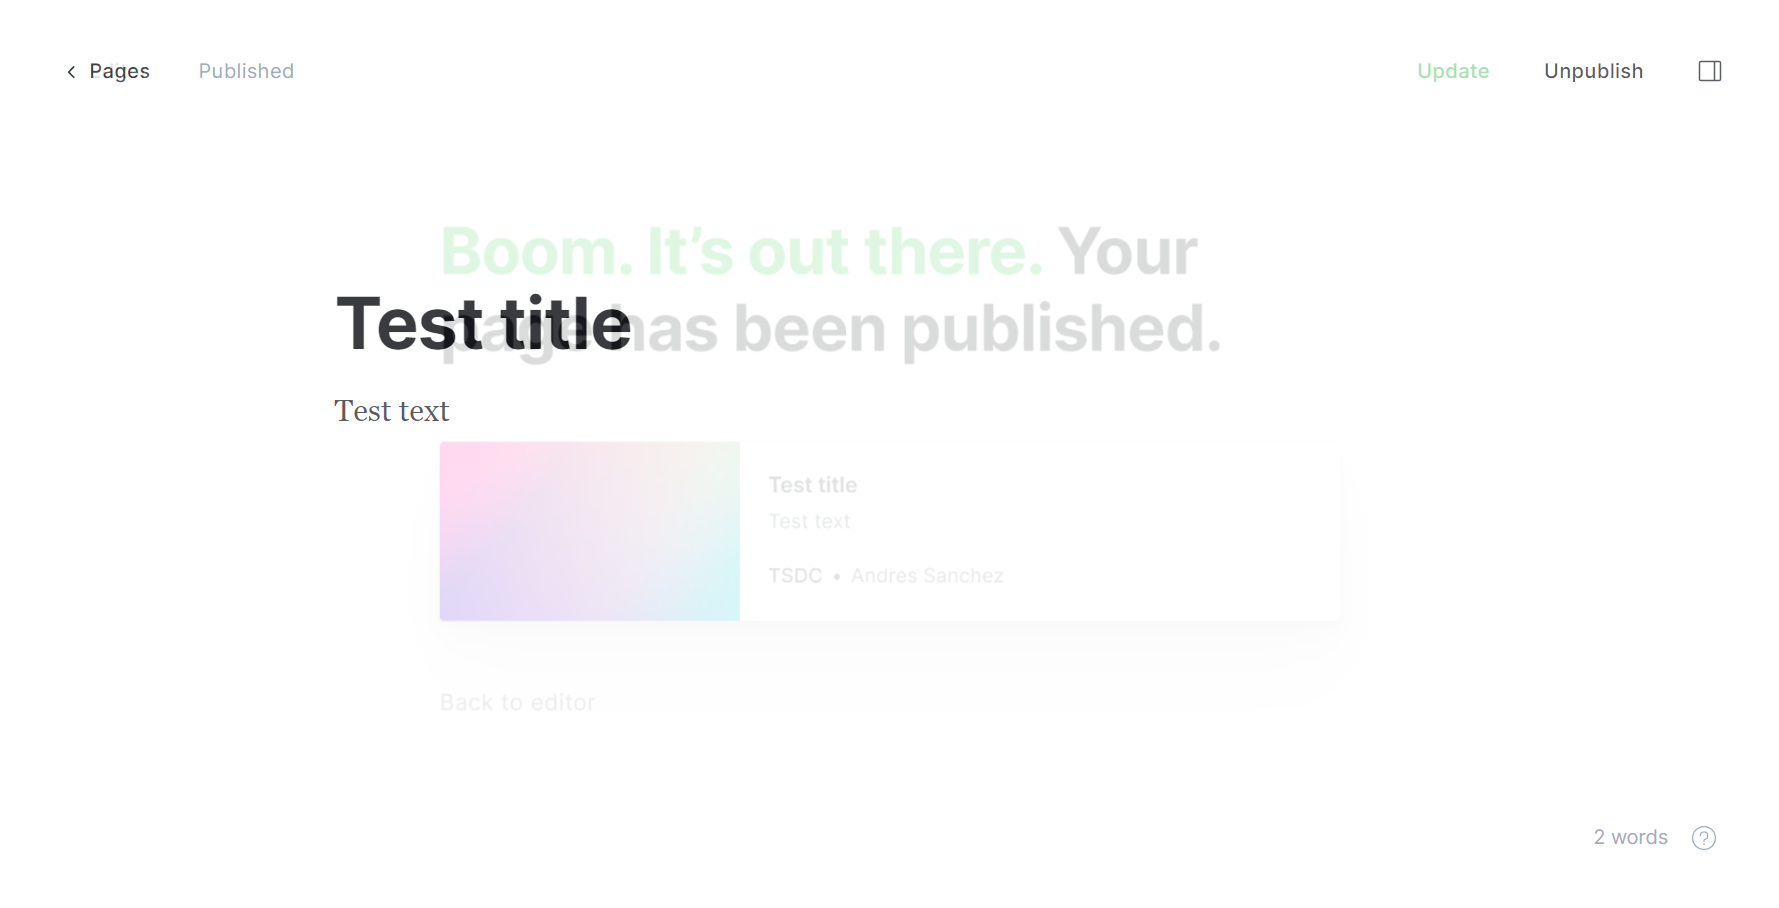 Pages
Published
Update
Unpublish
Boom. It’s out there. Your
page has been published.
Test title
Test text
Test title
Test text
TSDC • Andres Sanchez
Back to editor
2 words
?